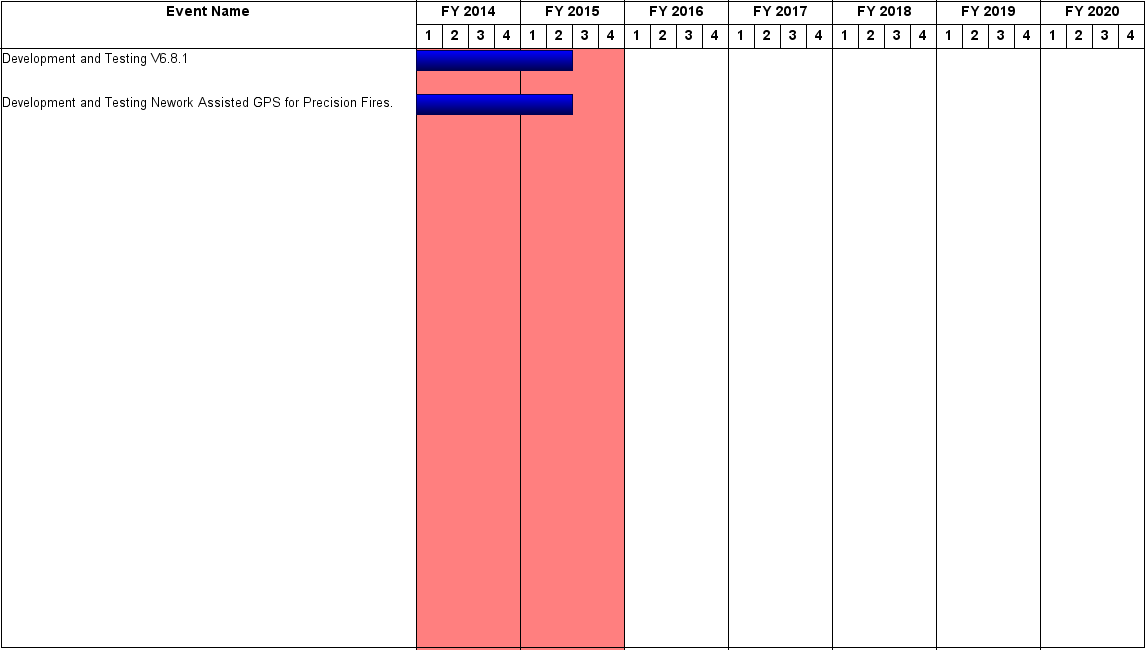 Event Name FY 2014 FY 2015 FY 2016 FY 2017 FY 2018 FY 2019 FY 2020
1 2 3 4 1 2 3 4 1 2 3 4 1 2 3 4 1 2 3 4 1 2 3 4 1 2 3 4
Development and Testing V6.8.1
Development and Testing Nework Assisted GPS for Precision Fires.